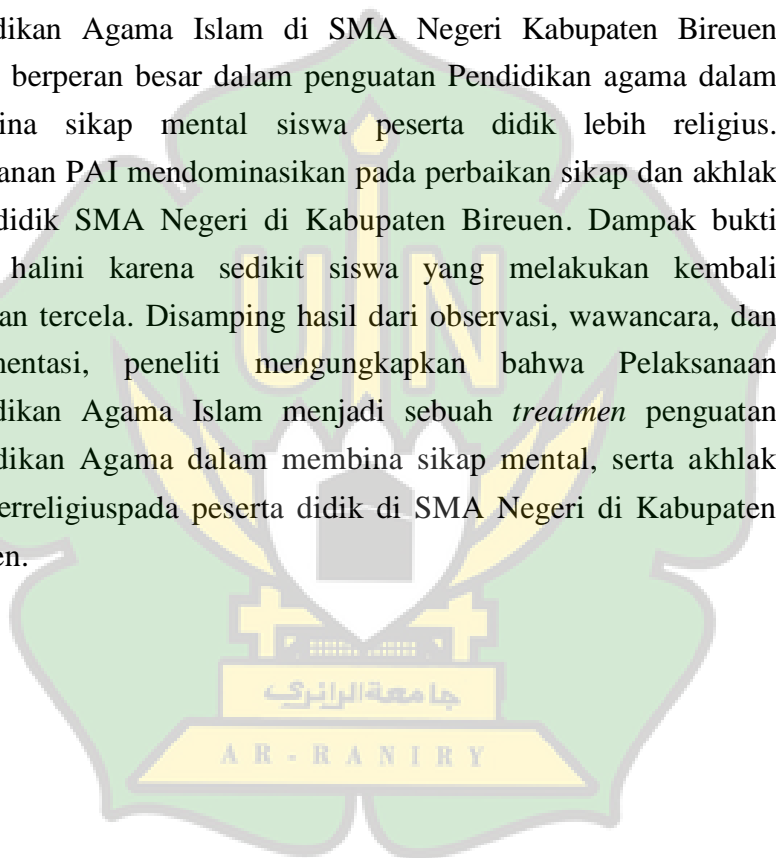 dikan Agama Islam di SMA Negeri Kabupaten Bireuen
berperan besar dalam penguatan Pendidikan agama dalam
ina sikap mental siswa peserta didik lebih religius.
anan PAI mendominasikan pada perbaikan sikap dan akhlak
didik SMA Negeri di Kabupaten Bireuen. Dampak bukti
halini karena sedikit siswa yang melakukan kembali
an tercela. Disamping hasil dari observasi, wawancara, dan
mentasi, peneliti mengungkapkan bahwa Pelaksanaan
dikan Agama Islam menjadi sebuah treatmen penguatan
dikan Agama dalam membina sikap mental, serta akhlak
erreligiuspada peserta didik di SMA Negeri di Kabupaten
en.
UIN
جامعة الرانري
AR-RANIRY